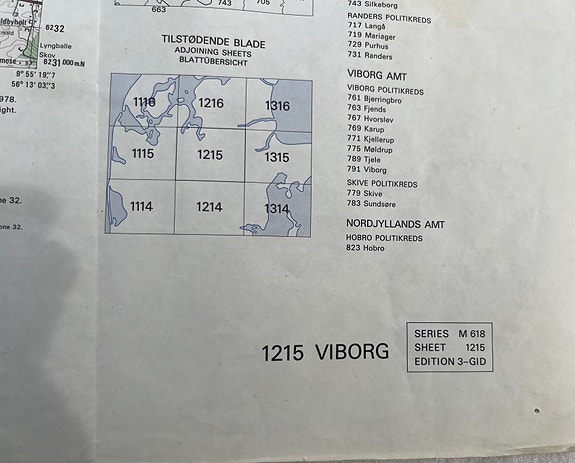 663
743
705
6232
Lyngballe
Skov
6231 000 m.N
9° 55' 19",7
56° 13' 03",3
978.
ight.
ne 32.
one 32.
TILSTØDENDE BLADE
ADJOINING SHEETS
BLATTÜBERSICHT
1116 1216 1316
1115 1215 1315
1114 1214 1314
743 Silkeborg
RANDERS POLITIKREDS
717 Langå
719 Mariager
729 Purhus
731 Randers
VIBORG AMT
VIBORG POLITIKREDS
761 Bjerringbro
763 Fjends
767 Hvorslev
769 Karup
771 Kjellerup
775 Møldrup
789 Tjele
791 Viborg
SKIVE POLITIKREDS
779 Skive
783 Sundsøre
NORDJYLLANDS AMT
HOBRO POLITIKREDS
823 Hobro
1215 VIBORG
SERIES M 618
SHEET 1215
EDITION 3-GID